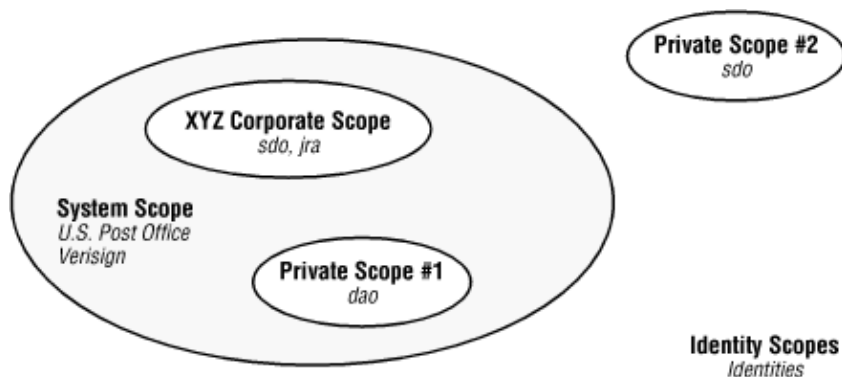 Private Scope #2
sdo
XYZ Corporate Scope
sdo, jra
System Scope
U.S. Post Office
Verisign
Private Scope #1
dao
Identity Scopes
Identities